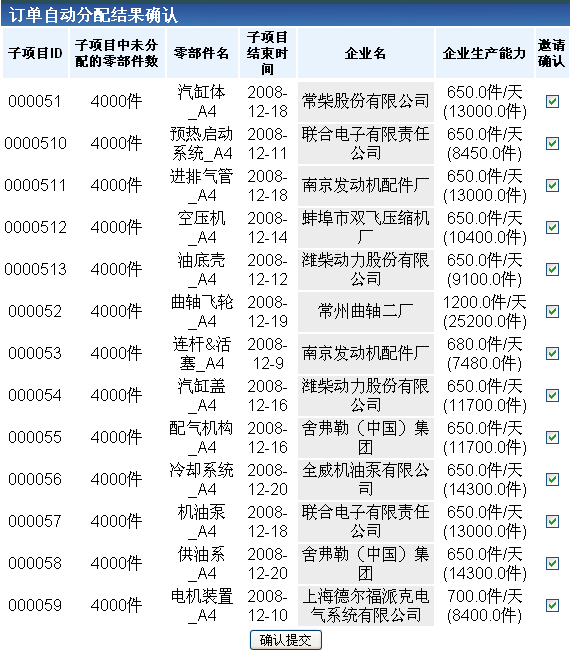 订单自动分配结果确认
子项目ID 子项目中未分配的零部件数 零部件名 子项目结束时间 企业名 企业生产能力 邀请确认
000051 4000件 汽缸体_A4 2008-12-18 常柴股份有限公司 650.0件/天(13000.0件)
0000510 4000件 预热启动系统_A4 2008-12-11 联合电子有限责任公司 650.0件/天(8450.0件)
0000511 4000件 进排气管_A4 2008-12-18 南京发动机配件厂 650.0件/天(13000.0件)
0000512 4000件 空压机_A4 2008-12-14 蚌埠市双飞压缩机厂 650.0件/天(10400.0件)
0000513 4000件 油底壳_A4 2008-12-12 潍柴动力股份有限公司 650.0件/天(9100.0件)
000052 4000件 曲轴飞轮_A4 2008-12-19 常州曲轴二厂 1200.0件/天(25200.0件)
000053 4000件 连杆&活塞_A4 2008-12-9 南京发动机配件厂 680.0件/天(7480.0件)
000054 4000件 汽缸盖_A4 2008-12-16 潍柴动力股份有限公司 650.0件/天(11700.0件)
000055 4000件 配气机构_A4 2008-12-16 舍弗勒（中国）集团 650.0件/天(11700.0件)
000056 4000件 冷却系统_A4 2008-12-20 全威机油泵有限公司 650.0件/天(14300.0件)
000057 4000件 机油泵_A4 2008-12-18 联合电子有限责任公司 650.0件/天(13000.0件)
000058 4000件 供油系_A4 2008-12-20 舍弗勒（中国）集团 650.0件/天(14300.0件)
000059 4000件 电机装置_A4 2008-12-10 上海德尔福派克电气系统有限公司 700.0件/天(8400.0件)
确认提交